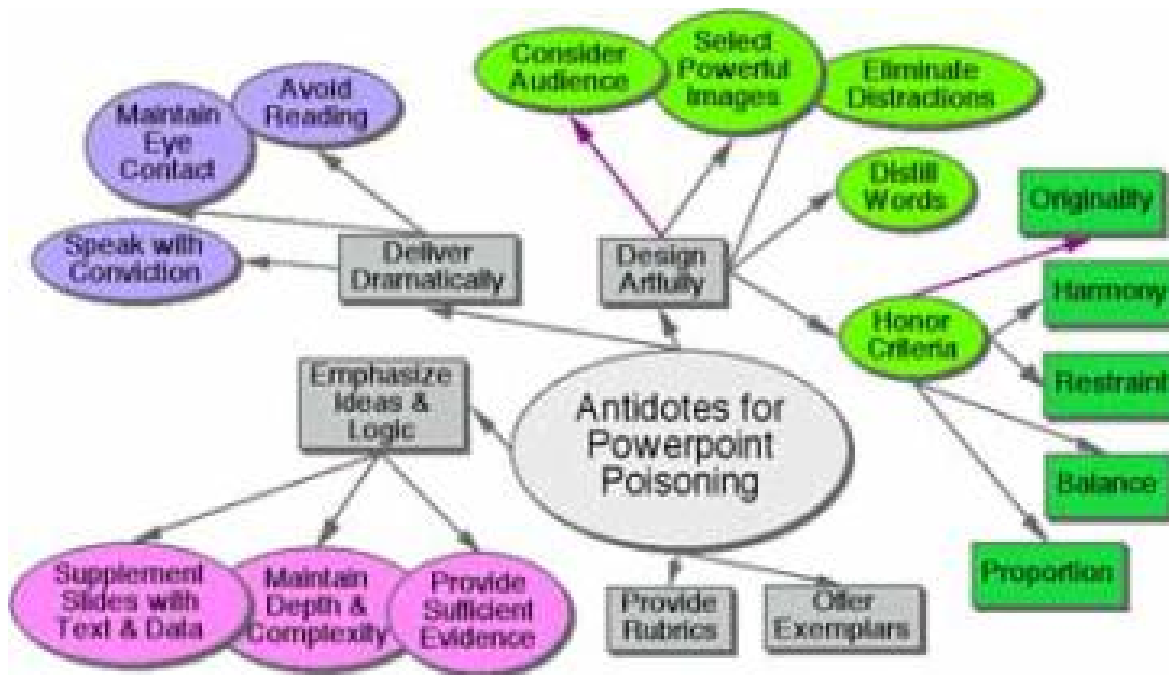 Consider
Audience
Select
Powerful
Images
Eliminate
Distractions
Avoid
Reading
Maintain
Eye
Contact
Distill
Words
Originality
Speak with
Conviction
Deliver
Dramatically
Design
Artfully
Harmony
Honor
Criteria
Restraint
Emphasize
Ideas &
Logic
Antidotes for
Powerpoint
Poisoning
Balance
Proportion
Supplement
Slides with
Text & Data
Maintain
Depth &
Complexity
Provide
Sufficient
Evidence
Provide
Rubrics
Offer
Exemplars